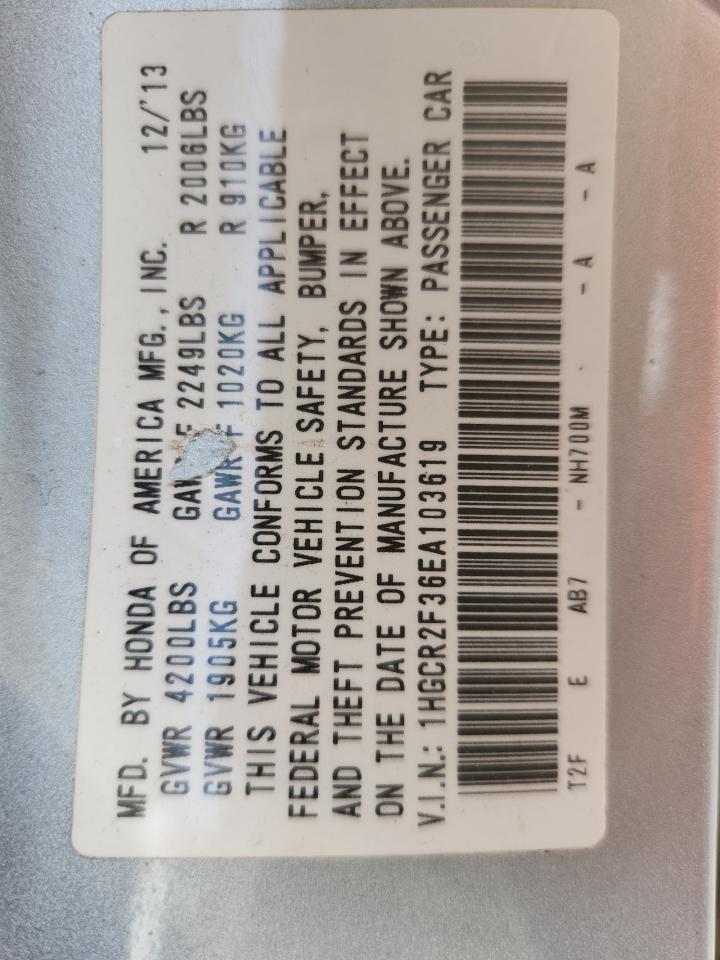 MFD. BY HONDA OF AMERICA MFG., INC. 12/'13
GVWR 4200LBS GAWR F 2249LBS R 2006LBS
GVWR 1905KG GAWR F 1020KG R 910KG
THIS VEHICLE CONFORMS TO ALL APPLICABLE
FEDERAL MOTOR VEHICLE SAFETY, BUMPER,
AND THEFT PREVENTION STANDARDS IN EFFECT
ON THE DATE OF MANUFACTURE SHOWN ABOVE.
V.I.N.: 1HGCR2F36EA103619 TYPE: PASSENGER CAR
T2F E AB7 - NH700M - A - A